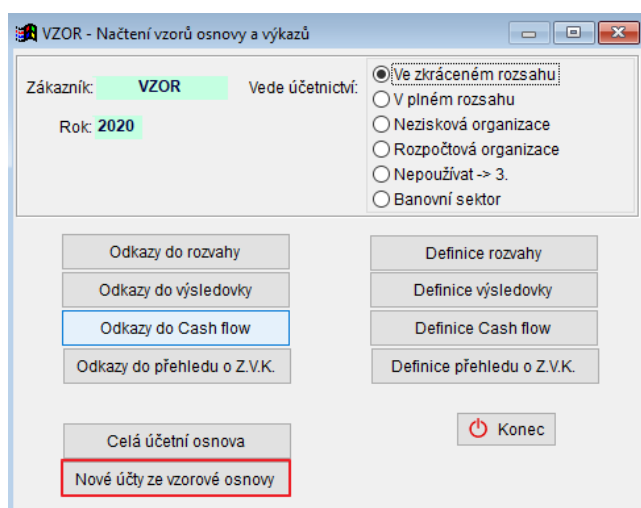 VZOR - Načtení vzorů osnovy a výkazů
Zákazník: VZOR Vede účetnictví:
Rok: 2020
Ve zkráceném rozsahu
V plném rozsahu
Nezisková organizace
Rozpočtová organizace
Nepoužívat -> 3.
Banovní sektor
Odkazy do rozvahy
Definice rozvahy
Odkazy do výsledovky
Definice výsledovky
Odkazy do Cash flow
Definice Cash flow
Odkazy do přehledu o Z.V.K.
Definice přehledu o Z.V.K.
Celá účetní osnova
Konec
Nové účty ze vzorové osnovy